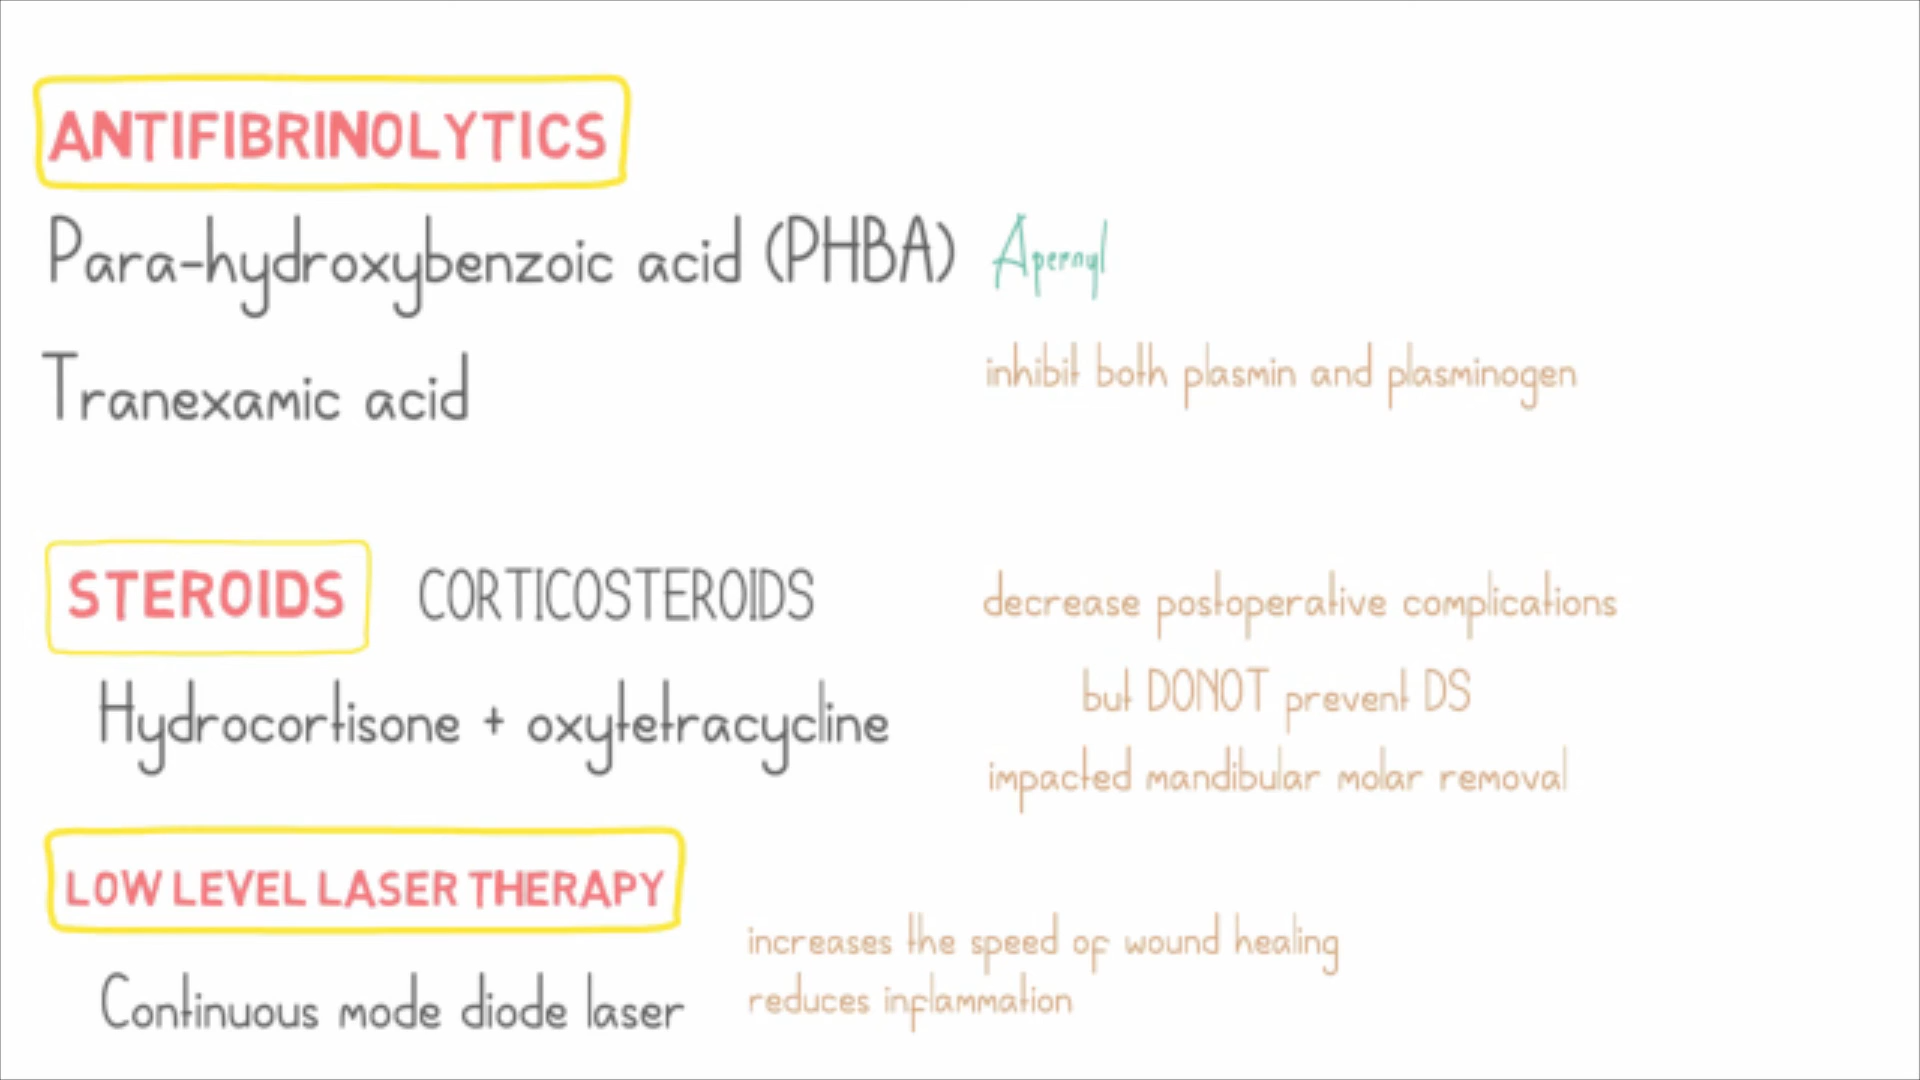 ANTIFIBRINOLYTICS
Para-hydroxybenzoic acid (PHBA) Apernyl
Tranexamic acid
inhibit both plasmin and plasminogen
STEROIDS CORTICOSTEROIDS
decrease postoperative complications
but DONOT prevent DS
Hydrocortisone + oxytetracycline
impacted mandibular molar removal
LOW LEVEL LASER THERAPY
increases the speed of wound healing
Continuous mode diode laser
reduces inflammation